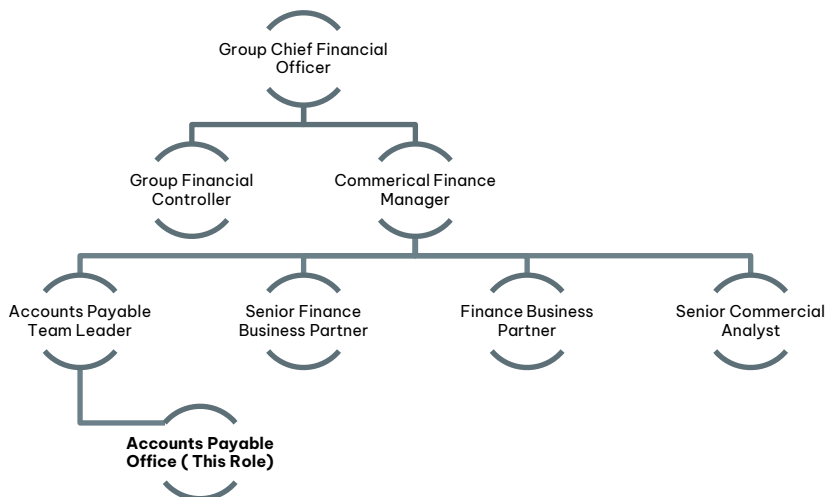 Group Chief Financial
Officer
Group Financial
Controller
Commerical Finance
Manager
Accounts Payable
Team Leader
Senior Finance
Business Partner
Finance Business
Partner
Senior Commercial
Analyst
Accounts Payable
Office ( This Role)